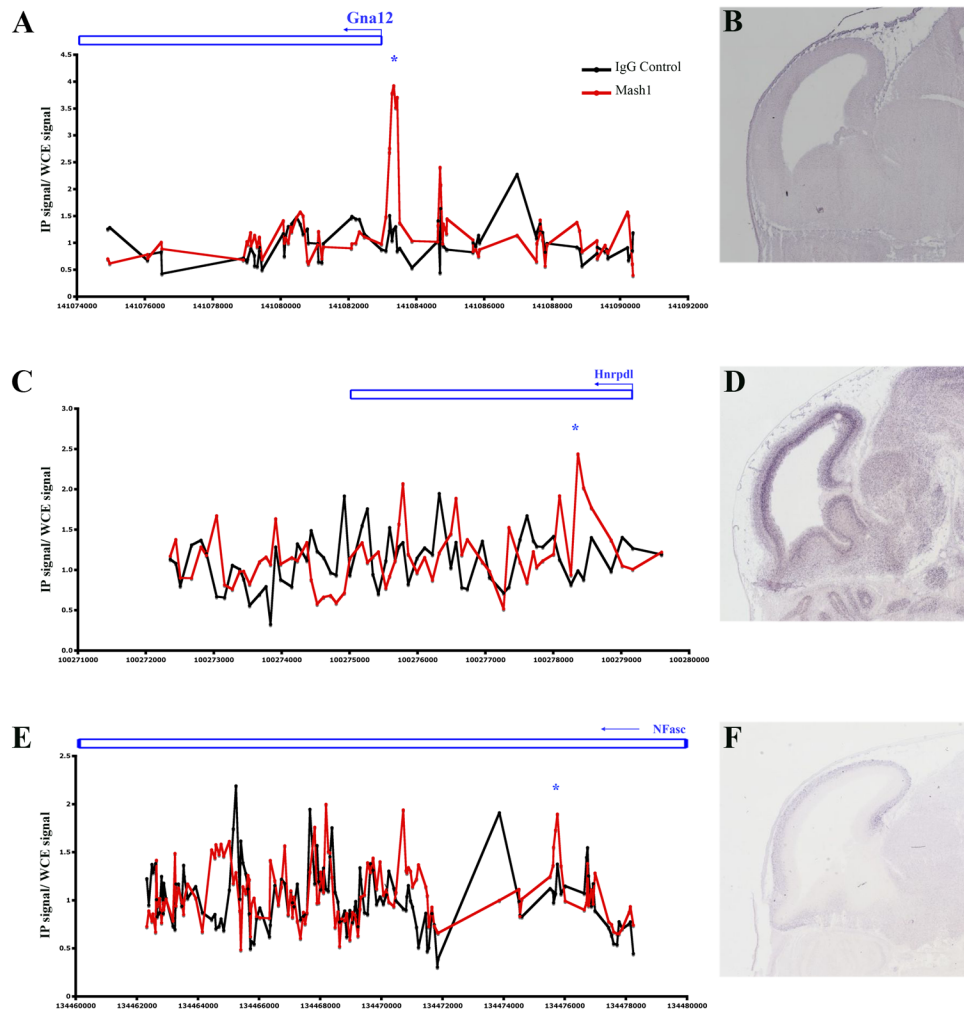 A
Gna12
B
*
IgG Control
Mash1
IP signal/ WCE signal
4.5
4
3.5
3
2.5
2
1.5
1
0.5
0
141074000 141076000 141078000 141080000 141082000 141084000 141086000 141088000 141090000 141092000
C
Hnrpdl
D
*
IP signal/ WCE signal
3.0
2.5
2.0
1.5
1.0
0.5
0.0
100271000 100272000 100273000 100274000 100275000 100276000 100277000 100278000 100279000 100280000
E
NFasc
F
*
IP signal/ WCE signal
2.5
2
1.5
1
0.5
0
134460000 134462000 134464000 134466000 134468000 134470000 134472000 134474000 134476000 134478000 134480000